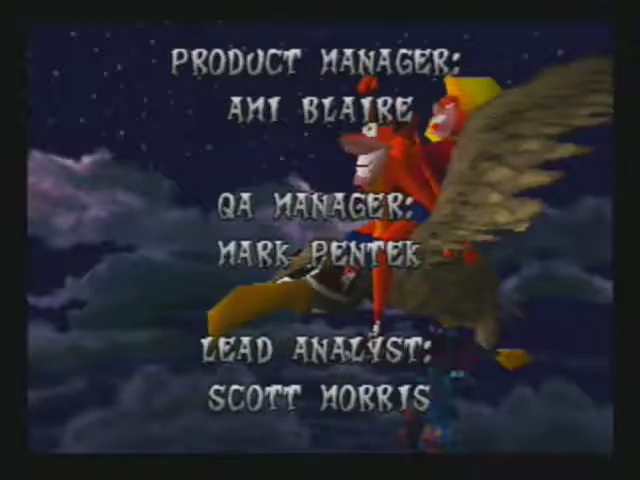 PRODUCT MANAGER:
AMI BLAIRE
QA MANAGER:
MARK PENTEK
LEAD ANALYST:
SCOTT MORRIS